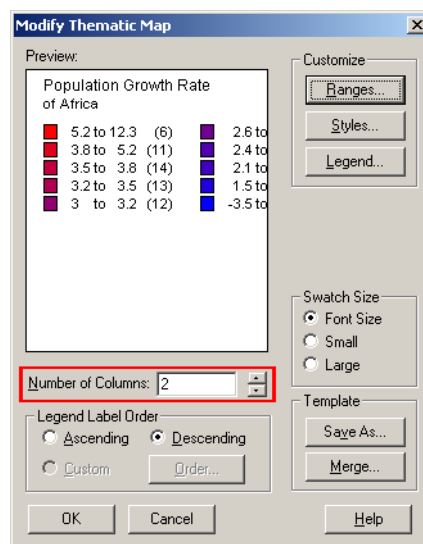 Modify Thematic Map
Preview:
Population Growth Rate
of Africa
5.2 to 12.3 (6) 2.6 to
3.8 to 5.2 (11) 2.4 to
3.5 to 3.8 (14) 2.1 to
3.2 to 3.5 (13) 1.5 to
3 to 3.2 (12) -3.5 to
Customize
Ranges...
Styles...
Legend...
Swatch Size
Font Size
Small
Large
Number of Columns: 2
Legend Label Order
Ascending Descending
Custom Order...
Template
Save As...
Merge...
OK Cancel Help